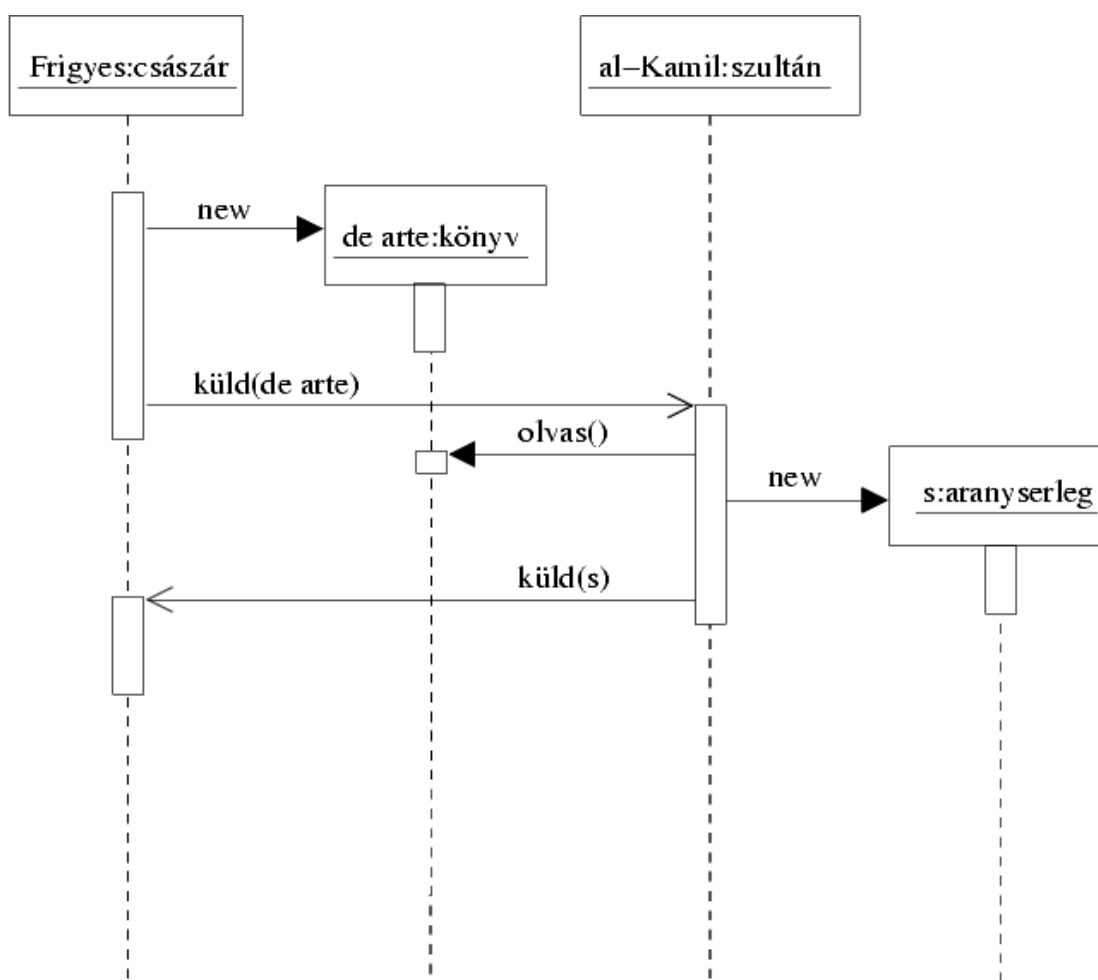 Frigyes:császár
al–Kamil:szultán
new
de arte:könyv
küld(de arte)
olvas()
new
s:aranyserleg
küld(s)